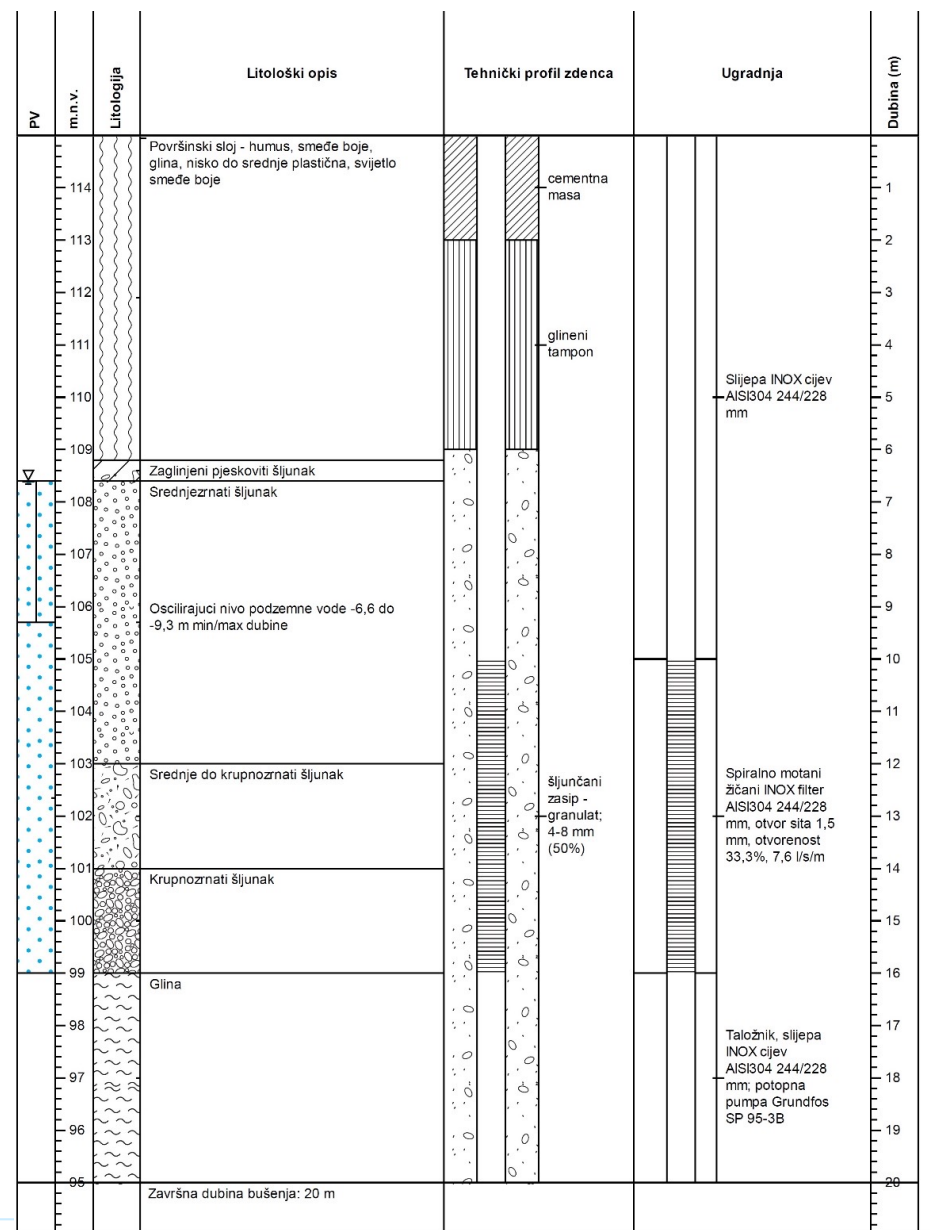 PV
m.n.v.
Litologija
Litološki opis
Tehnički profil zdenca
Ugradnja
Dubina (m)
Površinski sloj - humus, smeđe boje,
glina, nisko do srednje plastična, svijetlo
smeđe boje
114
cementna
masa
1
113
2
112
3
111
glineni
tampon
4
110
Slijepa INOX cijev
AISI304 244/228
mm
5
109
6
Zaglinjeni pjeskoviti šljunak
Srednjezrnati šljunak
108
7
107
8
106
Oscilirajuci nivo podzemne vode -6,6 do
-9,3 m min/max dubine
9
105
10
104
11
103
12
Srednje do krupnozrnati šljunak
102
šljunčani
zasip -
granulat;
4-8 mm
(50%)
Spiralno motani
žičani INOX filter
AISI304 244/228
mm, otvor sita 1,5
mm, otvorenost
33,3%, 7,6 l/s/m
13
101
14
Krupnozrnati šljunak
100
15
99
16
Glina
98
17
97
Taložnik, slijepa
INOX cijev
AISI304 244/228
mm; potopna
pumpa Grundfos
SP 95-3B
18
96
19
95
20
Završna dubina bušenja: 20 m